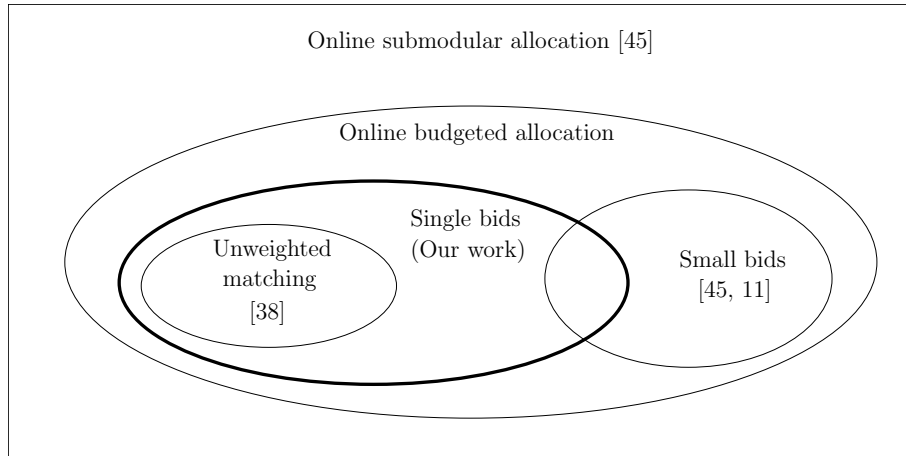 Online submodular allocation [45]
Online budgeted allocation
Single bids
(Our work)
Unweighted
matching
[38]
Small bids
[45, 11]